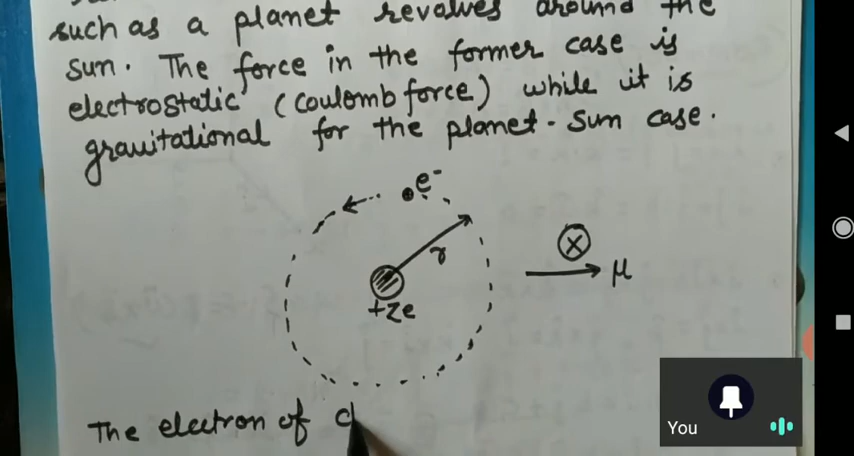 such as a planet revolves around the
sun. The force in the former case is
electrostatic (Coulomb force) while it is
gravitational for the planet-sun case.
e-
r
+Ze
μ
The electron of
You